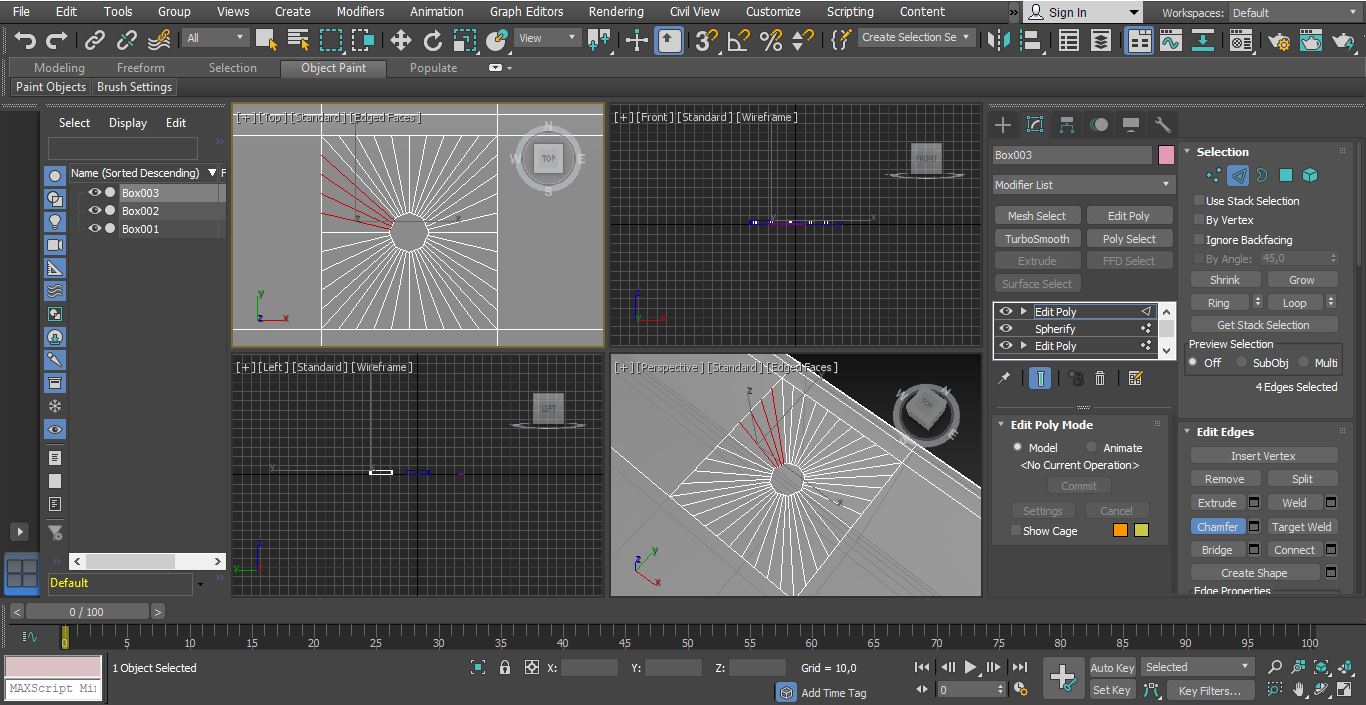 File Edit Tools Group Views Create Modifiers Animation Graph Editors Rendering Civil View Customize Scripting Content » Sign In Workspaces: Default
All View Create Selection Se
Modeling Freeform Selection Object Paint Populate
Paint Objects Brush Settings
Select Display Edit
Name (Sorted Descending) F
Box003
Box002
Box001
Default
[+] [Top] [Standard] [Edged Faces]
N
W TOP E
S
y
z x
[+] [Front] [Standard] [Wireframe]
FRONT
x
z
[+] [Left] [Standard] [Wireframe]
LEFT
y
z
[+] [Perspective] [Standard] [Edged Faces]
W N
TOP
E
z
x
z y
x
Box003
Modifier List
Mesh Select Edit Poly
TurboSmooth Poly Select
Extrude FFD Select
Surface Select
Edit Poly
Spherify
Edit Poly
Edit Poly Mode
Model Animate
<No Current Operation>
Commit
Settings Cancel
Show Cage
Selection
Use Stack Selection
By Vertex
Ignore Backfacing
By Angle: 45,0
Shrink Grow
Ring Loop
Get Stack Selection
Preview Selection
Off SubObj Multi
4 Edges Selected
Edit Edges
Insert Vertex
Remove Split
Extrude Weld
Chamfer Target Weld
Bridge Connect
Create Shape
Edge Properties
< 0 / 100 >
0 5 10 15 20 25 30 35 40 45 50 55 60 65 70 75 80 85 90 95 100
1 Object Selected X: Y: Z: Grid = 10,0 Auto Key Selected
MAXScript Mi Add Time Tag 0 Set Key Key Filters...